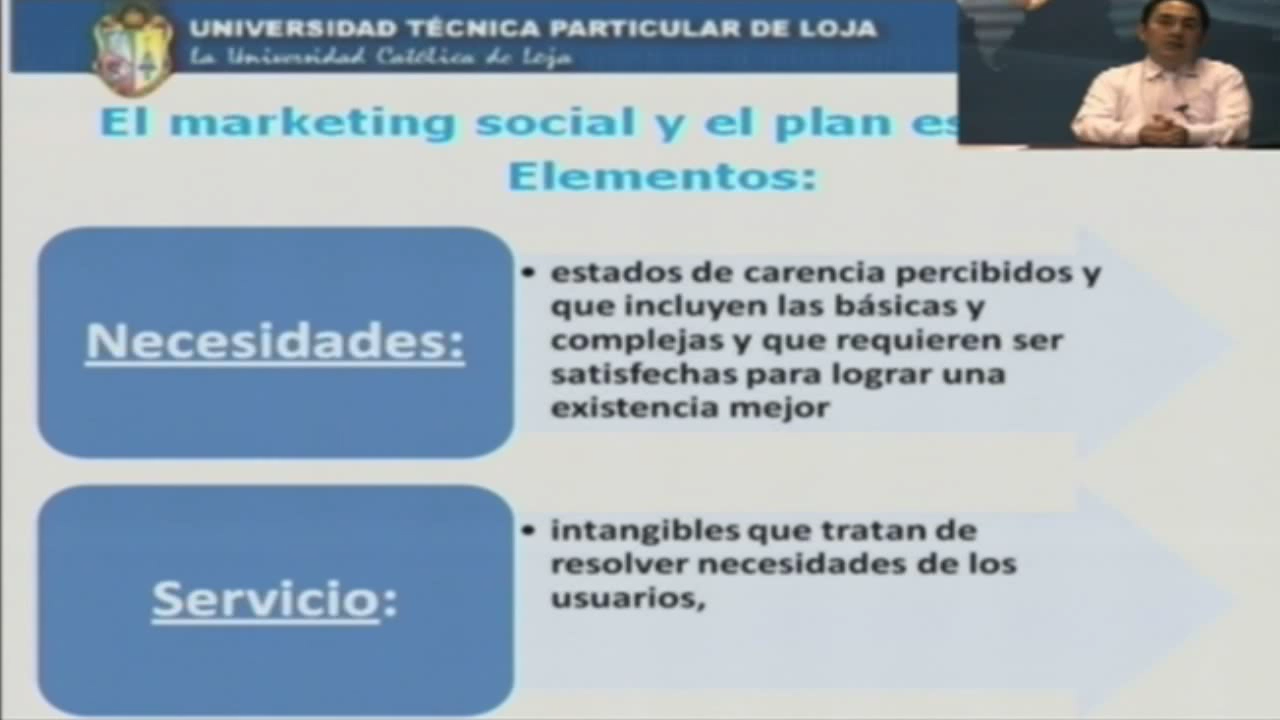 UNIVERSIDAD TÉCNICA PARTICULAR DE LOJA
La Universidad Católica de Loja
El marketing social y el plan es
Elementos:
Necesidades:
• estados de carencia percibidos y
que incluyen las básicas y
complejas y que requieren ser
satisfechas para lograr una
existencia mejor
Servicio:
• intangibles que tratan de
resolver necesidades de los
usuarios,